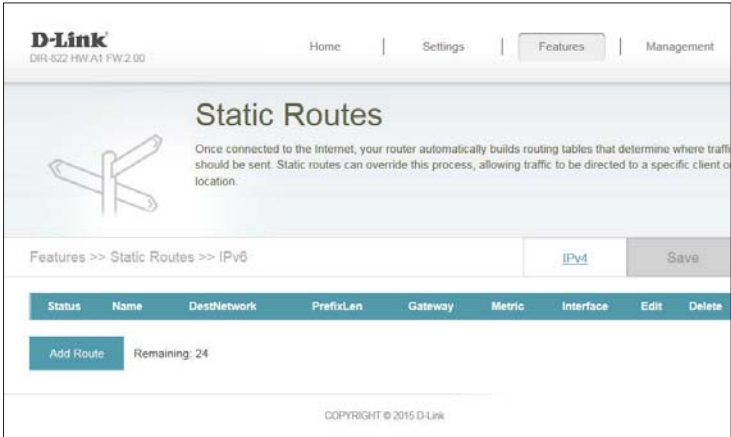 D-Link
DIR-822 HW:A1 FW:2.00
Home | Settings | Features | Management
Static Routes
Once connected to the Internet, your router automatically builds routing tables that determine where
should be sent. Static routes can override this process, allowing traffic to be directed to a specific client
location.
Features >> Static Routes >> IPv6
IPv4
Save
Status Name DestNetwork PrefixLen Gateway Metric Interface Edit Delete
Add Route
Remaining: 24
COPYRIGHT © 2015 D-Link